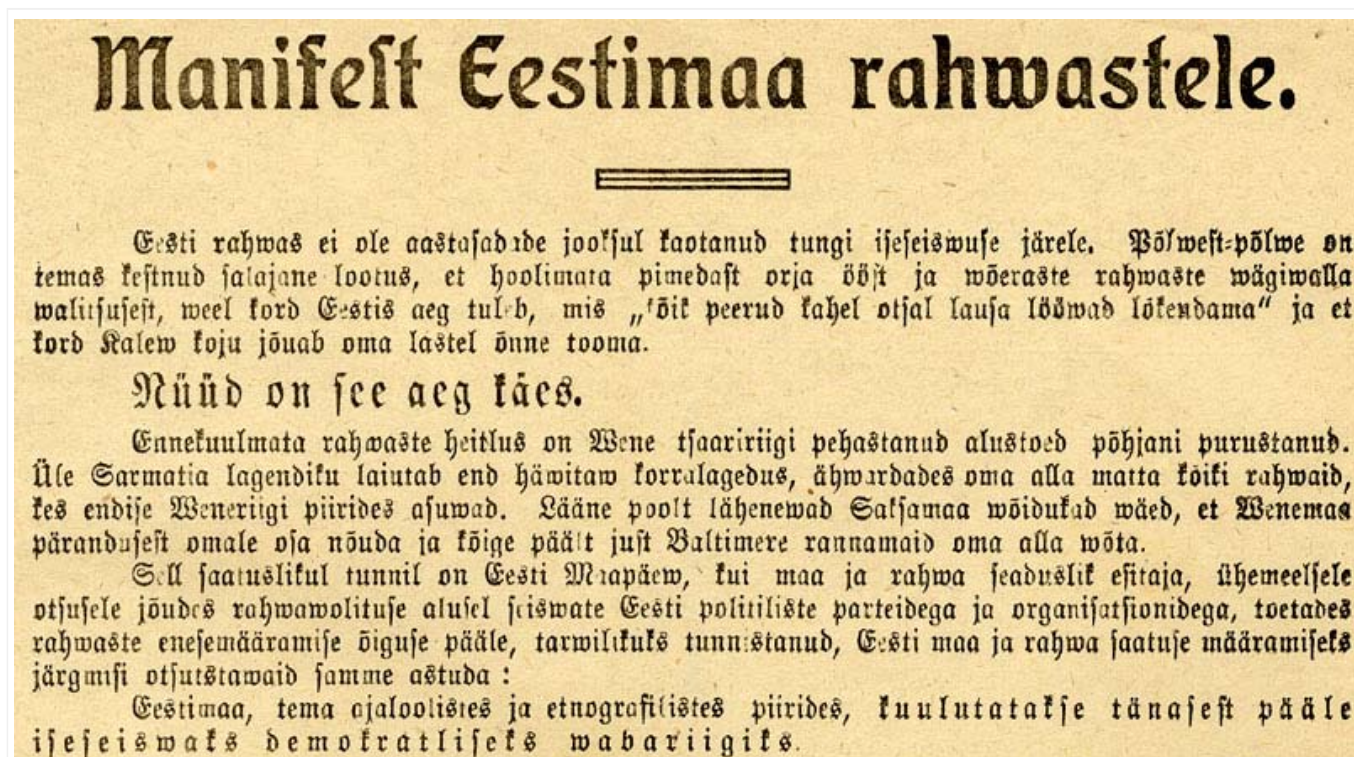 Manifest Eestimaa rahwastele.
Eesti rahwas ei ole aastasadade jooksul kaotanud tungi iseseiswuse järele. Põlwest-põlwe on
temas kestnud salajane lootus, et hoolimata pimedast orja ööst ja wõeraste rahwaste wägiwalla
walitsusest, weel kord Eestis aeg tuleb, mis „kõik peerud kahel otsal lausa lööwad lõkendama“ ja et
kord Kalew koju jõuab oma lastel õnne tooma.
Nüüd on see aeg käes.
Ennekuulmata rahwaste heitlus on Wene tsaaririigi pehastanud alustoed põhjani purustanud.
Üle Sarmatia lagendiku laiutab end häwitaw korralagedus, ähwardades oma alla matta kõiki rahwaid,
kes endise Weneriigi piirides asuwad. Lääne poolt lähenewad Saksamaa wõidukad wäed, et Wenemaa
pärandusest omale osa nõuda ja kõige päält just Baltimere rannamaid oma alla wõta.
Sell saatuslikul tunnil on Eesti Maapäew, kui maa ja rahwa seaduslik esitaja, ühemeelsele
otsusele jõudes rahwawolituse alusel seiswate Eesti politiliste parteidega ja organisatsionidega, toetades
rahwaste enesemääramise õiguse pääle, tarwilikuks tunnistanud, Eesti maa ja rahwa saatuse määramiseks
järgmisi otsutstawaid samme astuda :
Eestimaa, tema ajaloolistes ja etnografilistes piirides, kuulutatakse tänasest pääle
iseseiswaks demokratliseks wabariigiks.